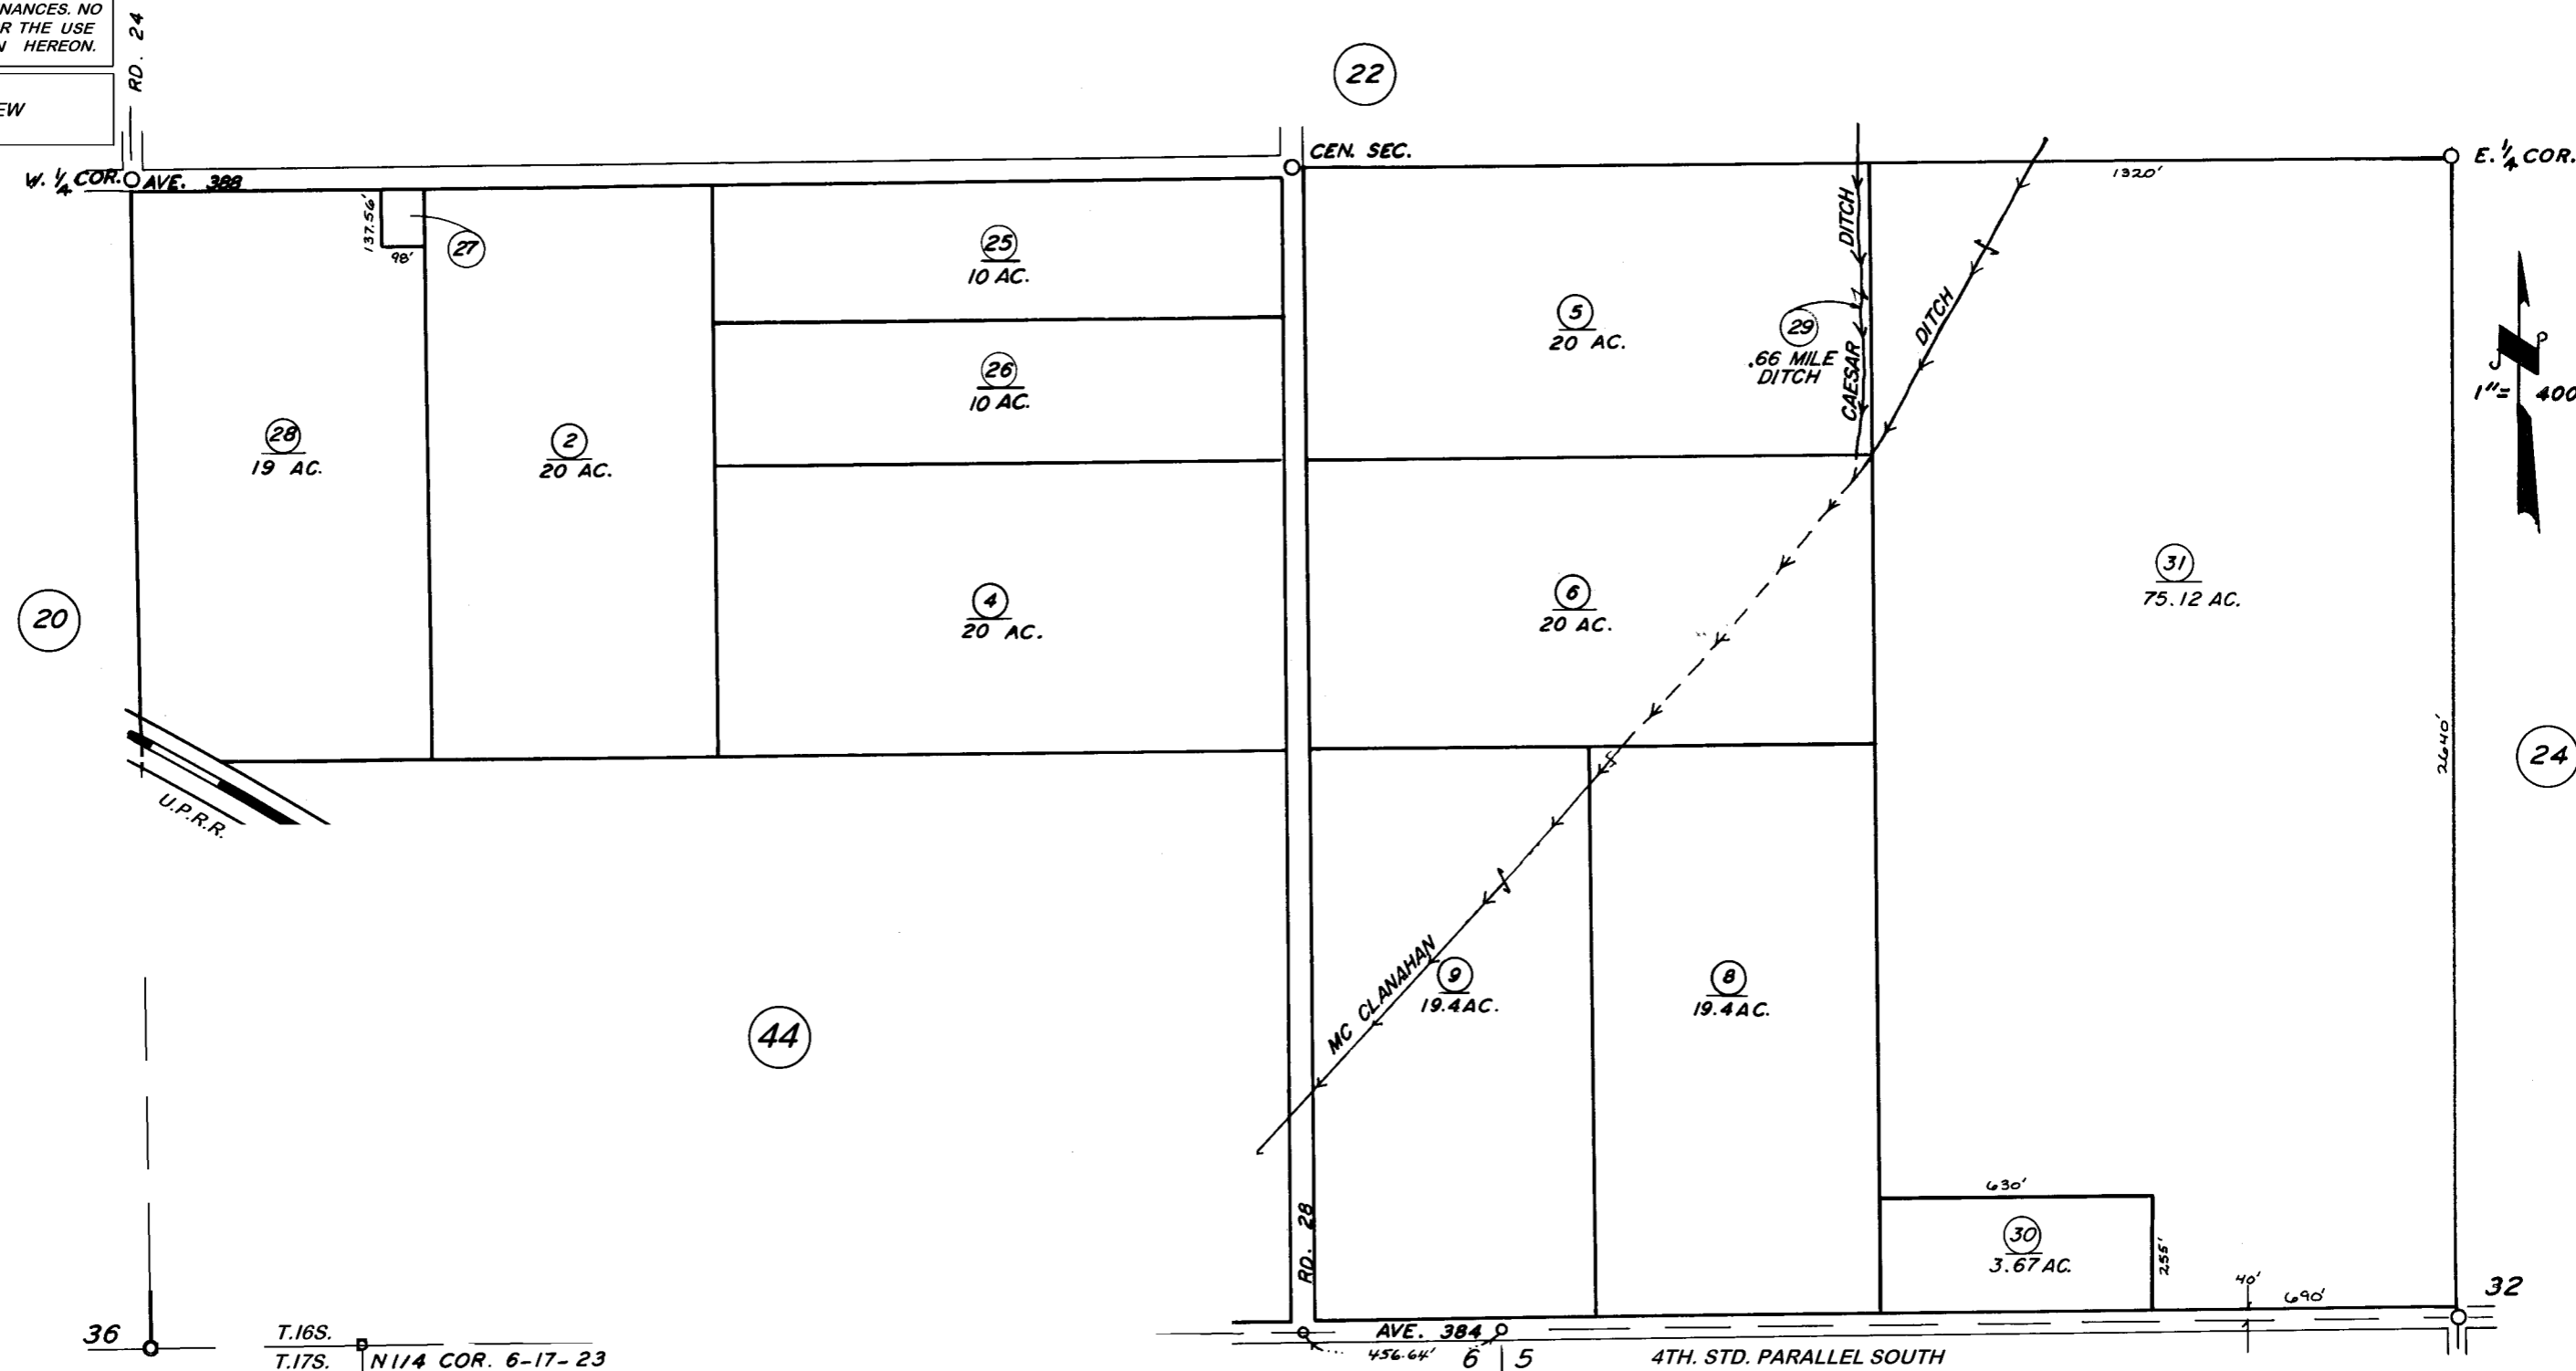 NANCES. NO
R THE USE
HEREON.
EW
RD. 24
22
W. 1/4 COR.
AVE. 388
CEN. SEC.
1320'
E. 1/4 COR.
137.56'
98'
27
25
10 AC.
26
10 AC.
28
19 AC.
2
20 AC.
4
20 AC.
5
20 AC.
29
.66 MILE
DITCH
CAESAR DITCH
DITCH
1"= 400
6
20 AC.
31
75.12 AC.
20
2640'
24
U.P.R.R.
44
MC CLANAHAN
9
19.4 AC.
8
19.4 AC.
RD. 28
630'
30
3.67 AC.
255'
40'
690'
32
36
T.16S.
T.17S.
N 1/4 COR. 6-17-23
AVE. 384
456.64'
6 5
4TH. STD. PARALLEL SOUTH